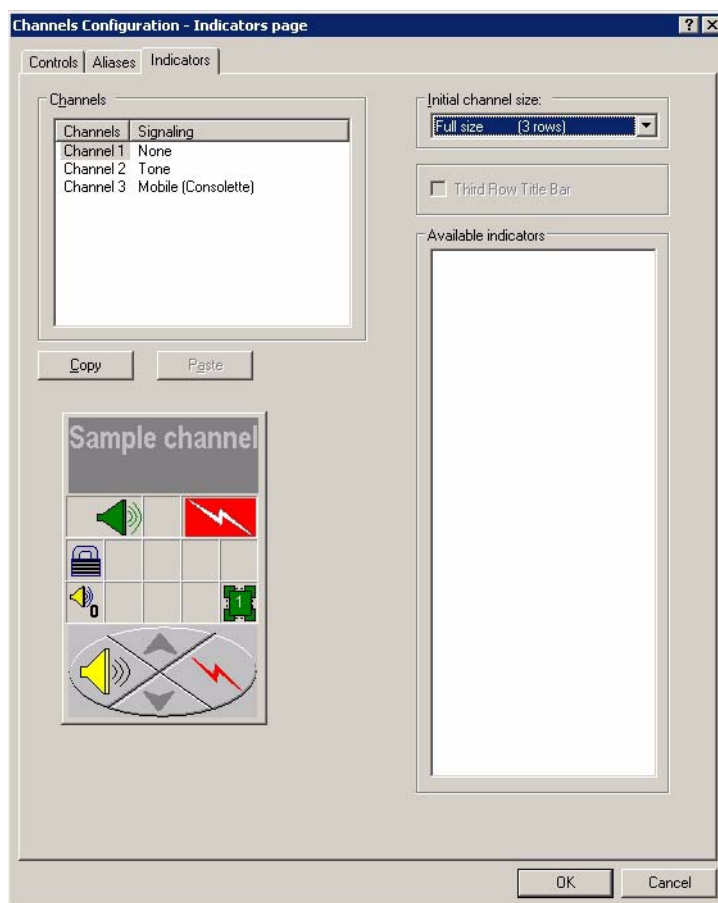 Channels Configuration - Indicators page
Controls Aliases Indicators
Channels
Channels Signaling
Channel 1 None
Channel 2 Tone
Channel 3 Mobile (Consolette)
Copy Paste
Sample channel
0
1
Initial channel size:
Full size (3 rows)
Third Row Title Bar
Available indicators
OK Cancel